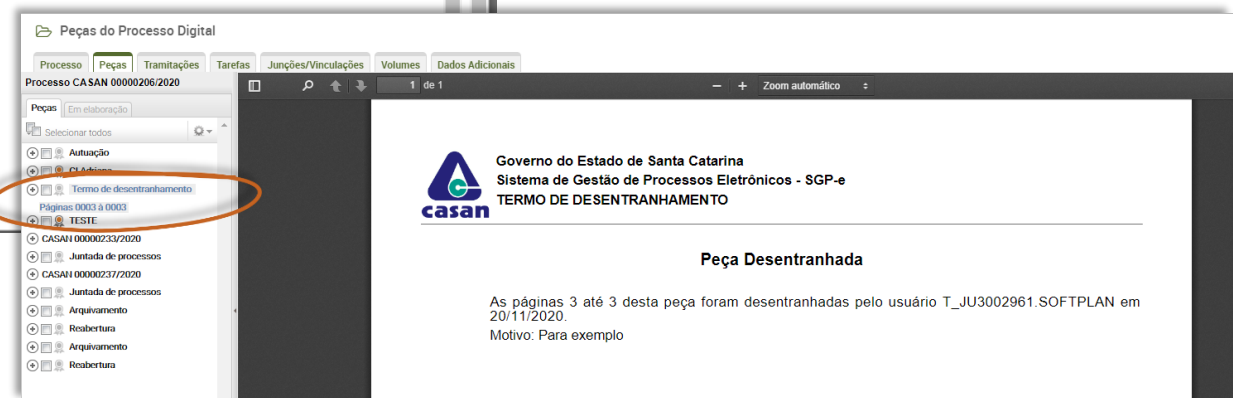 Peças do Processo Digital
Processo Peças Tramitações Tarefas Junções/Vinculações Volumes Dados Adicionais
Processo CASAN 00000206/2020
1 de 1
Zoom automático
Peças Em elaboração
Selecionar todos
Autuação
CI Adriana
Termo de desentranhamento
Páginas 0003 à 0003
TESTE
CASAN 00000233/2020
Juntada de processos
CASAN 00000237/2020
Juntada de processos
Arquivamento
Reabertura
Arquivamento
Reabertura
casan
Governo do Estado de Santa Catarina
Sistema de Gestão de Processos Eletrônicos - SGP-e
TERMO DE DESENTRANHAMENTO
Peça Desentranhada
As páginas 3 até 3 desta peça foram desentranhadas pelo usuário T_JU3002961.SOFTPLAN em
20/11/2020.
Motivo: Para exemplo